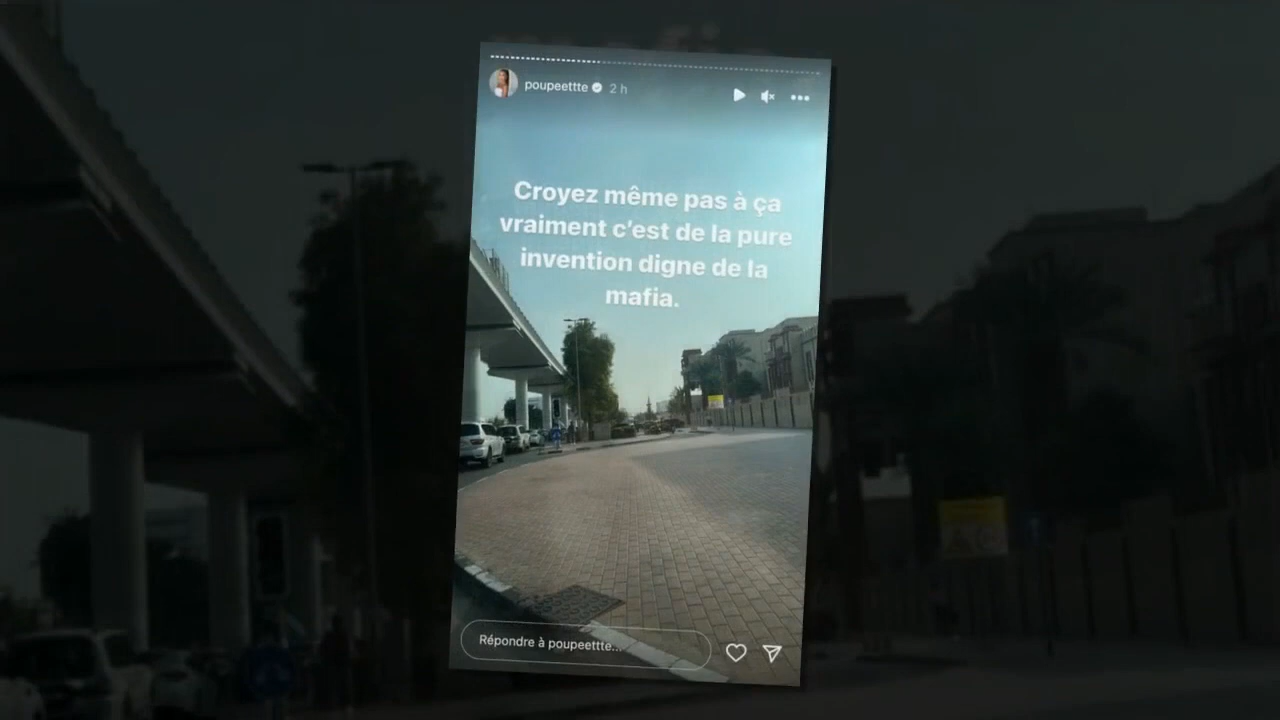 poupeettte 2 h
Croyez même pas à ça
vraiment c'est de la pure
invention digne de la
mafia.
Répondre à poupeettte...